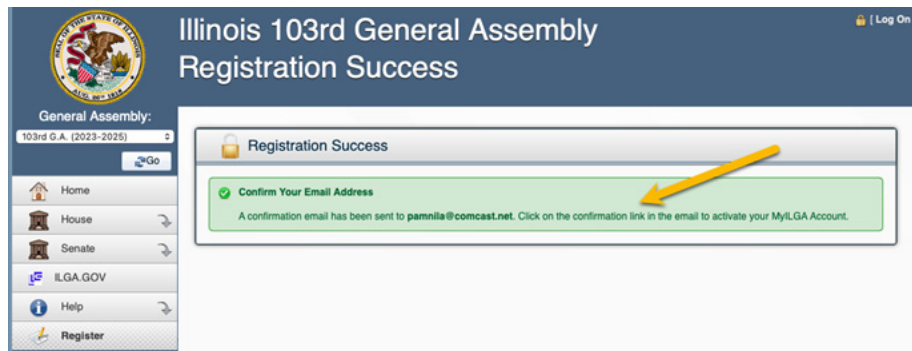 Illinois 103rd General Assembly
Registration Success
[ Log On
General Assembly:
103rd G.A. (2023-2025)
Go
Home
House
Senate
ILGA.GOV
Help
Register
Registration Success
Confirm Your Email Address
A confirmation email has been sent to pamnila@comcast.net. Click on the confirmation link in the email to activate your MyILGA Account.